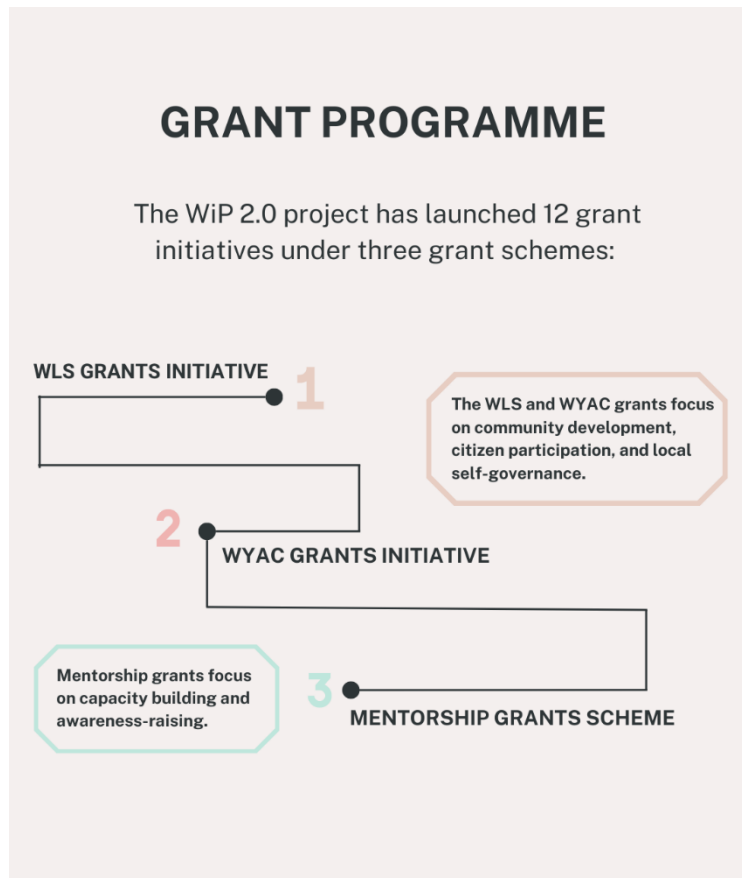 GRANT PROGRAMME
The WiP 2.0 project has launched 12 grant
initiatives under three grant schemes:
WLS GRANTS INITIATIVE
1
The WLS and WYAC grants focus
on community development,
citizen participation, and local
self-governance.
2
WYAC GRANTS INITIATIVE
Mentorship grants focus
on capacity building and
awareness-raising.
3
MENTORSHIP GRANTS SCHEME